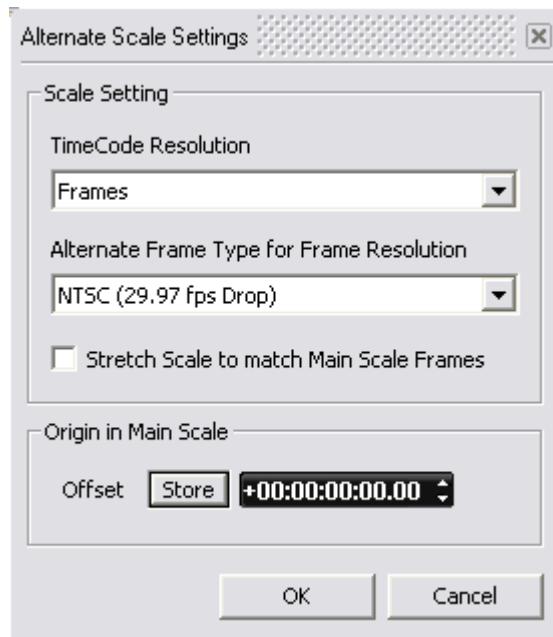 Alternate Scale Settings
Scale Setting
TimeCode Resolution
Frames
Alternate Frame Type for Frame Resolution
NTSC (29.97 fps Drop)
Stretch Scale to match Main Scale Frames
Origin in Main Scale
Offset Store +00:00:00:00.00
OK Cancel